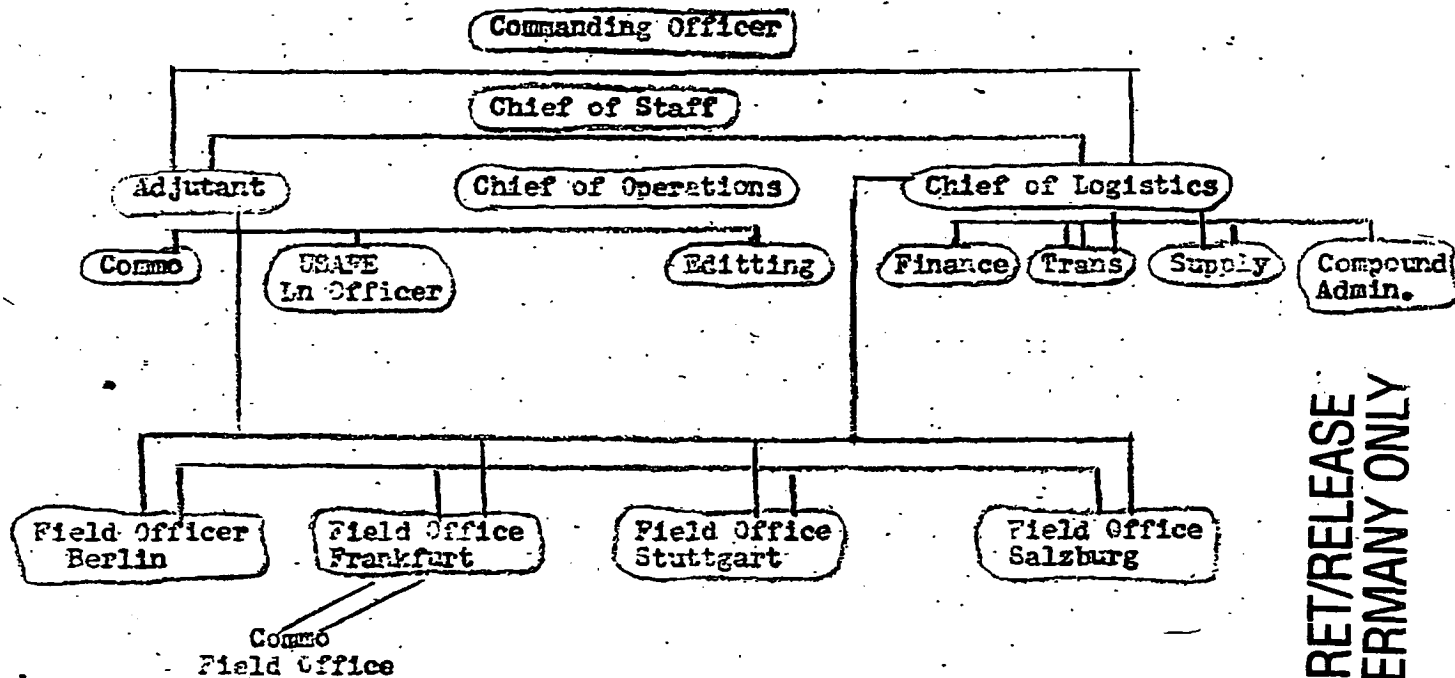 Commanding Officer
Chief of Staff
Adjutant
Chief of Operations
Chief of Logistics
Commo
USAFE
Ln Officer
Editting
Finance
Trans
Supply
Compound
Admin.
Field Officer
Berlin
Field Office
Frankfurt
Field Office
Stuttgart
Field Office
Salzburg
Commo
Field Office
RET/RELEASE
ERMANY ONLY